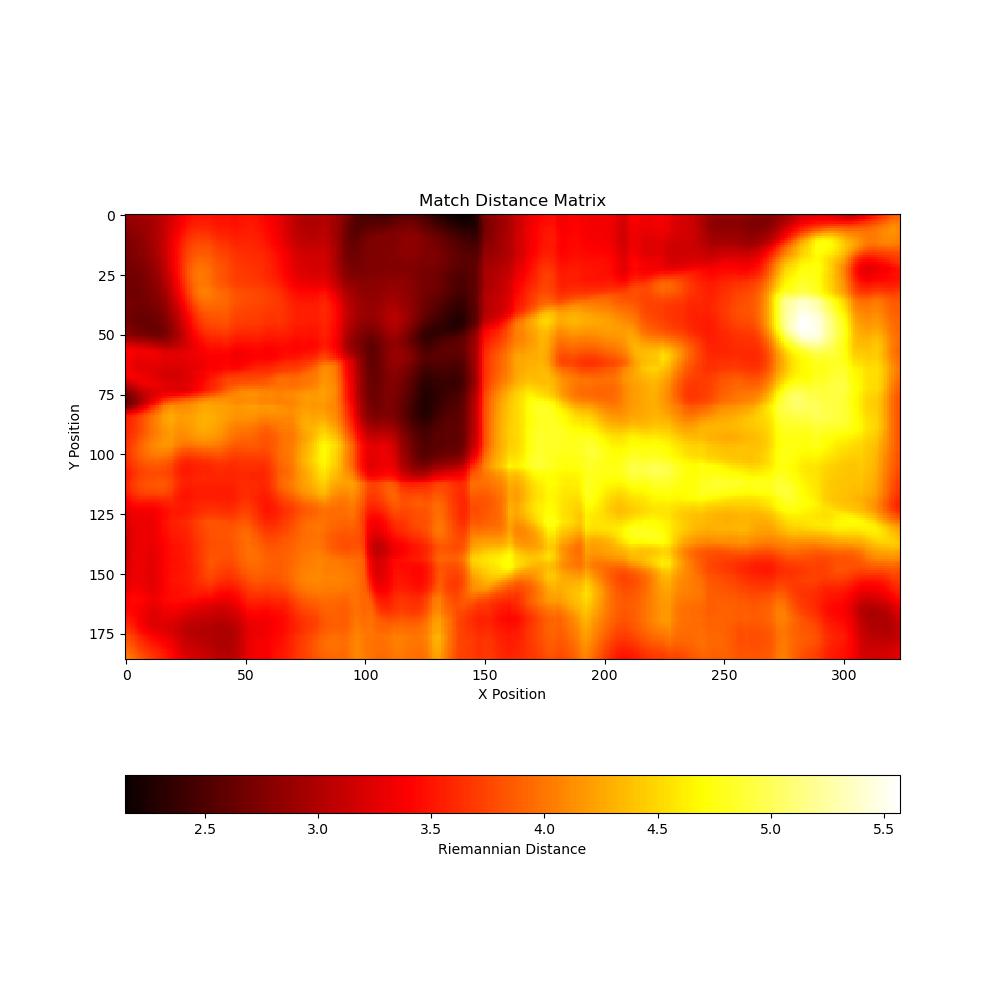 Match Distance Matrix
0
25
50
75
100
125
150
175
Y Position
0 50 100 150 200 250 300
X Position
2.5 3.0 3.5 4.0 4.5 5.0 5.5
Riemannian Distance